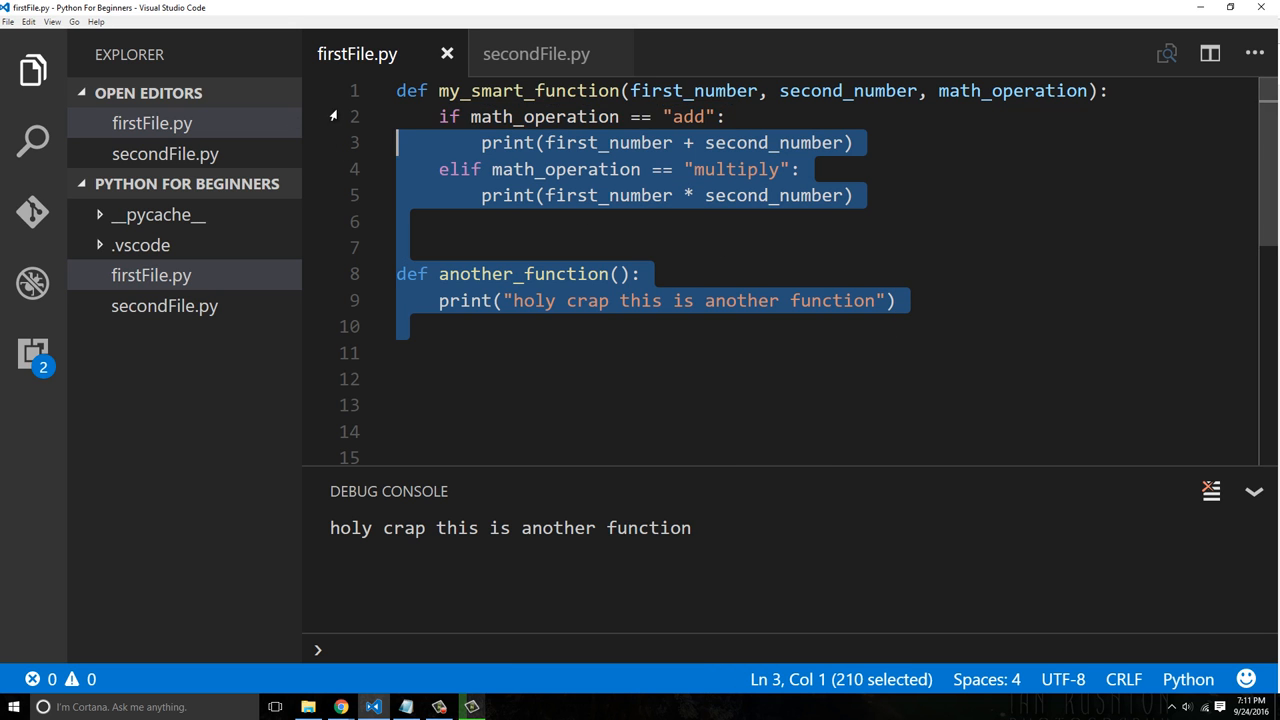 firstFile.py - Python For Beginners - Visual Studio Code
File Edit View Go Help
EXPLORER
OPEN EDITORS
firstFile.py
secondFile.py
PYTHON FOR BEGINNERS
__pycache__
.vscode
firstFile.py
secondFile.py
2
firstFile.py secondFile.py
1 def my_smart_function(first_number, second_number, math_operation):
2 if math_operation == "add":
3 print(first_number + second_number)
4 elif math_operation == "multiply":
5 print(first_number * second_number)
6
7
8 def another_function():
9 print("holy crap this is another function")
10
11
12
13
14
15
DEBUG CONSOLE
holy crap this is another function
0 0 Ln 3, Col 1 (210 selected) Spaces: 4 UTF-8 CRLF Python
I'm Cortana. Ask me anything.
7:11 PM
9/24/2016